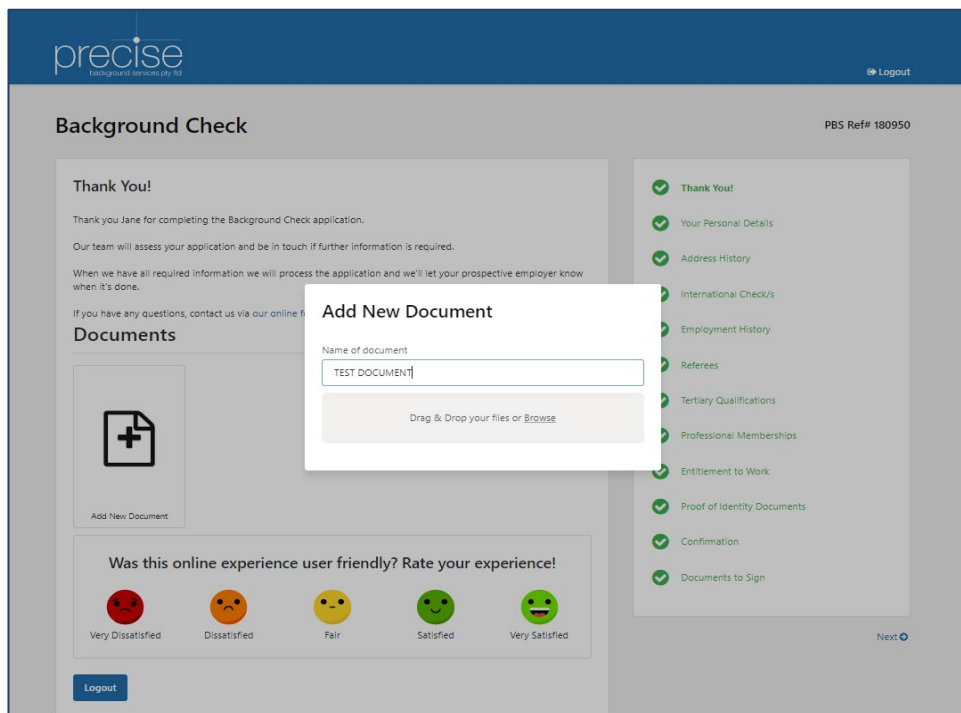 precise
background services pty ltd
Logout
Background Check
PBS Ref# 180950
Thank You!
Thank you Jane for completing the Background Check application.
Our team will assess your application and be in touch if further information is required.
When we have all required information we will process the application and we'll let your prospective employer know
when it's done.
If you have any questions, contact us via our online
Documents
Add New Document
Add New Document
Name of document
TEST DOCUMENT
Drag & Drop your files or Browse
Was this online experience user friendly? Rate your experience!
Very Dissatisfied
Dissatisfied
Fair
Satisfied
Very Satisfied
Logout
Thank You!
Your Personal Details
Address History
International Check/s
Employment History
Referees
Tertiary Qualifications
Professional Memberships
Entitlement to Work
Proof of Identity Documents
Confirmation
Documents to Sign
Next